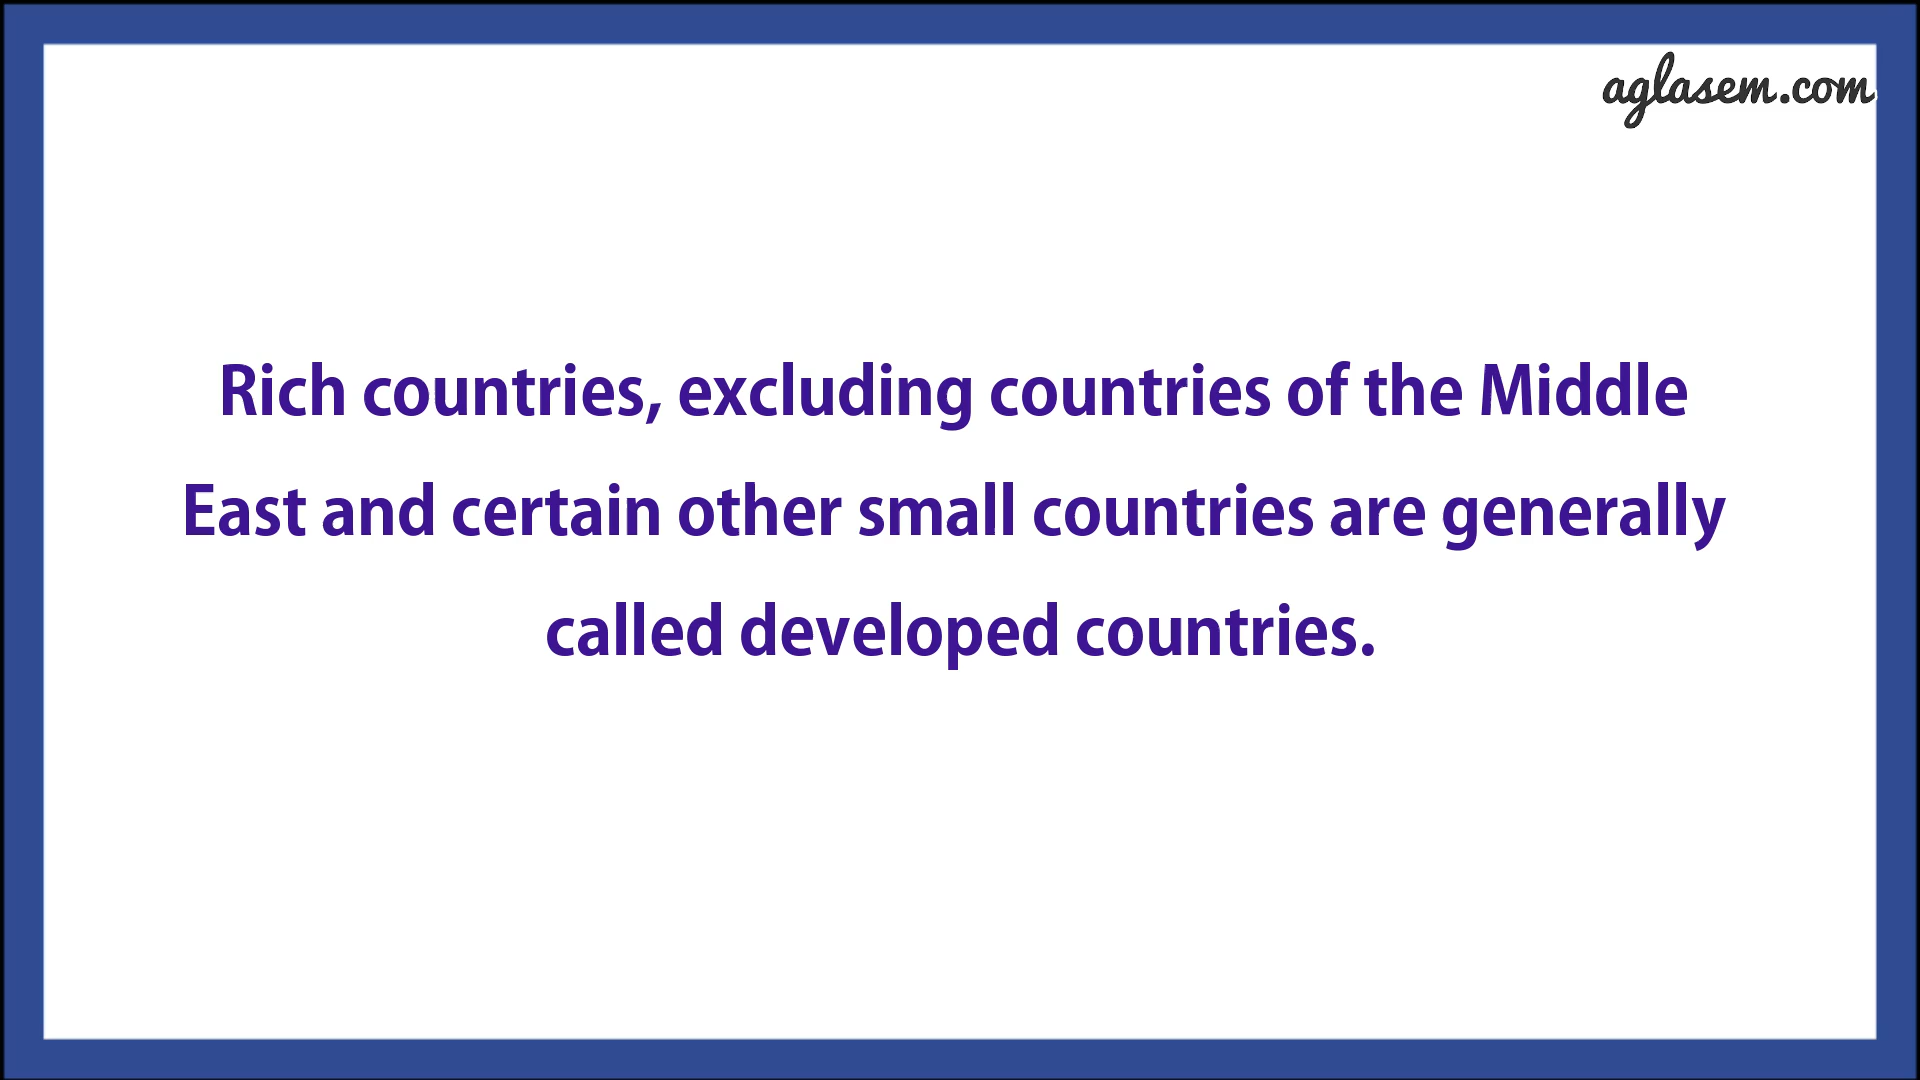 aglasem.com
Rich countries, excluding countries of the Middle
East and certain other small countries are generally
called developed countries.